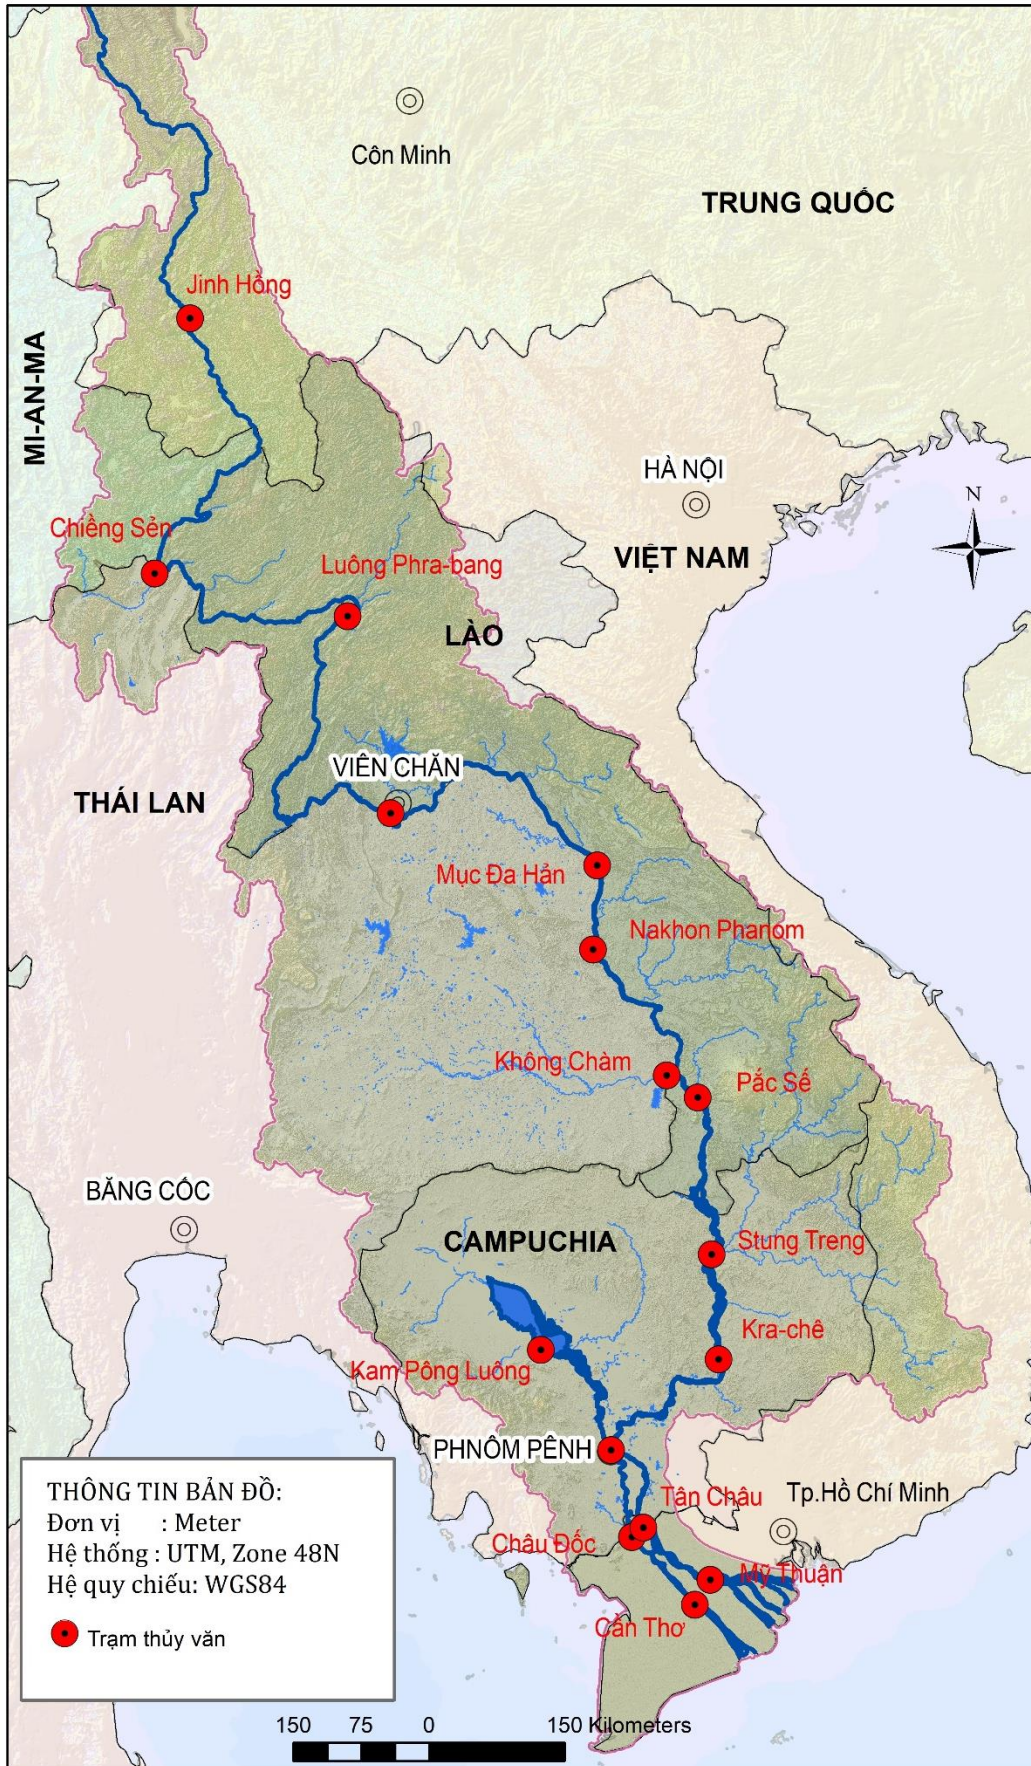 Côn Minh
TRUNG QUỐC
Jinh Hồng
MI-AN-MA
HÀ NỘI
N
Chiềng Sẻn
VIỆT NAM
Luông Phra-bang
LÀO
VIÊN CHĂN
THÁI LAN
Mục Đa Hản
Nakhon Phanom
Không Chàm
Pắc Sế
BĂNG CỐC
CAMPUCHIA
Stung Treng
Kra-chê
Kam Pông Luông
PHNÔM PÊNH
Tân Châu
Tp.Hồ Chí Minh
Châu Đốc
Mỹ Thuận
Cần Thơ
THÔNG TIN BẢN ĐỒ:
Đơn vị : Meter
Hệ thống : UTM, Zone 48N
Hệ quy chiếu: WGS84
Trạm thủy văn
150 75 0 150 Kilometers